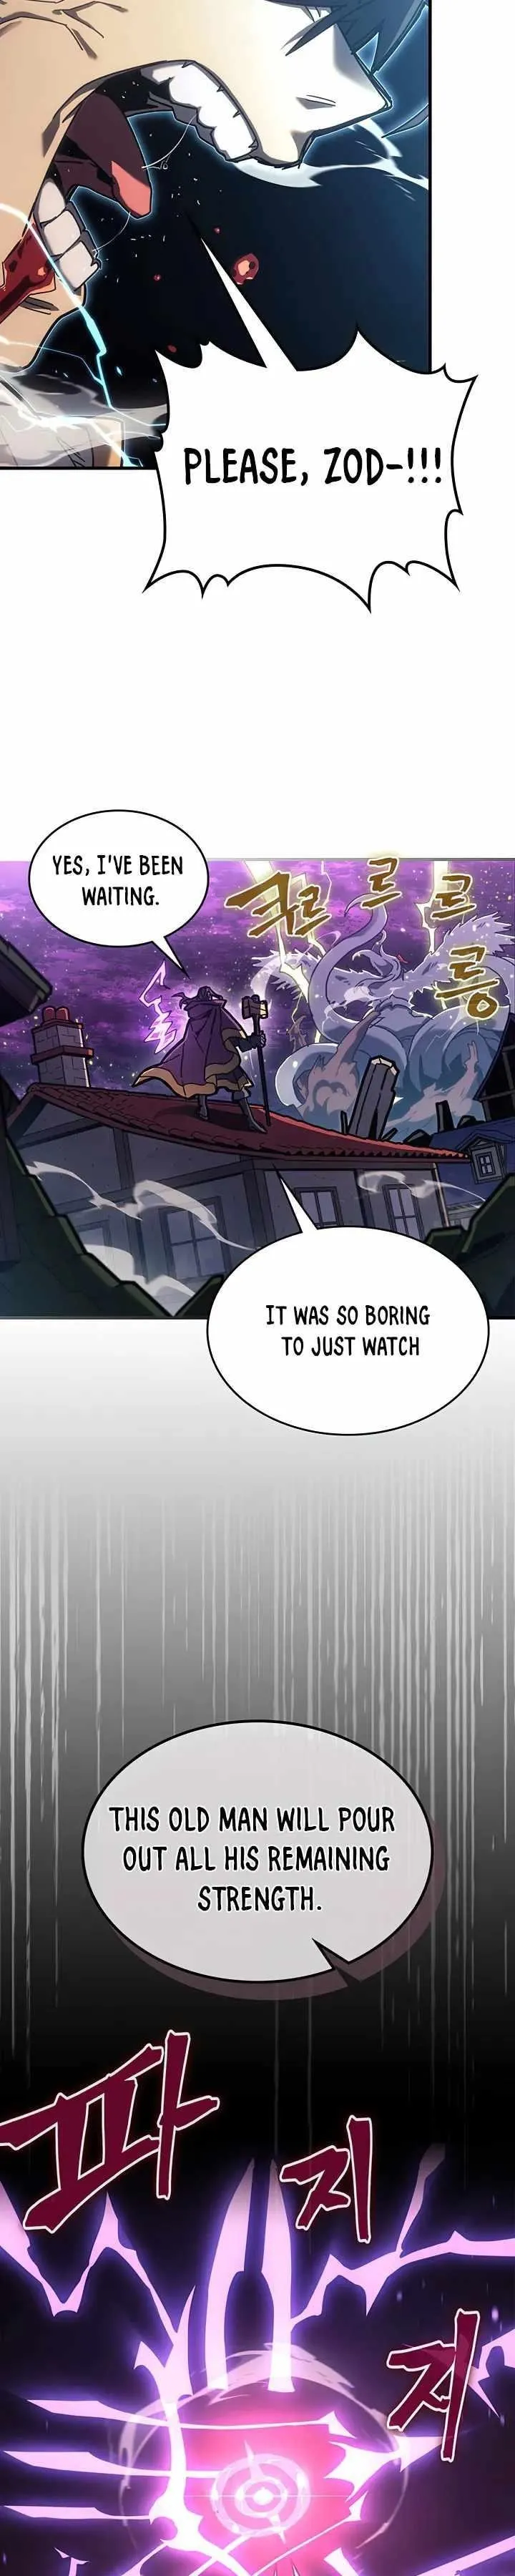 PLEASE, ZOD-!!!
YES, I'VE BEEN
WAITING.
크르르르릉
IT WAS SO BORING
TO JUST WATCH
THIS OLD MAN WILL POUR
OUT ALL HIS REMAINING
STRENGTH.
파지지